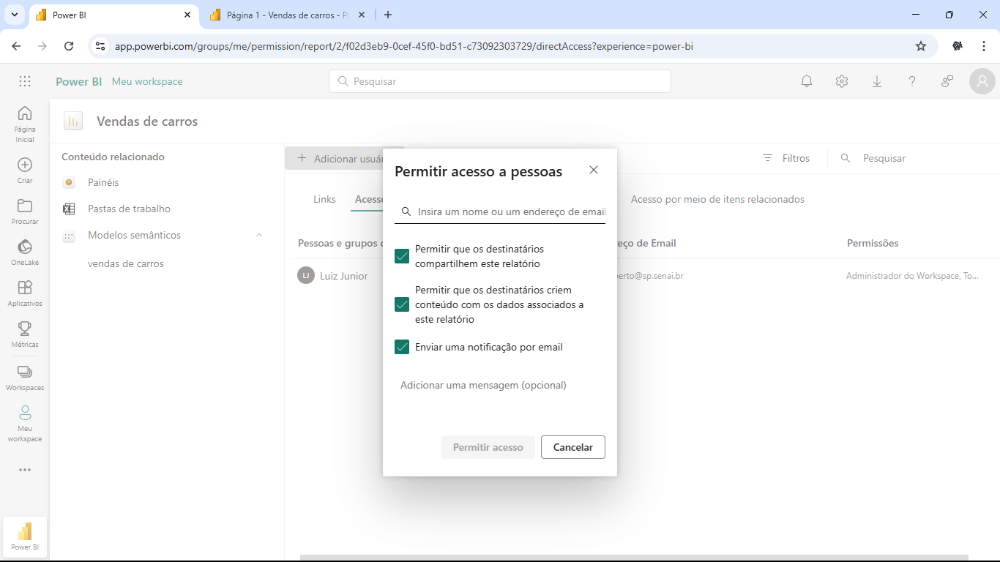 Power BI
Página 1 - Vendas de carros - P
app.powerbi.com/groups/me/permission/report/2/f02d3eb9-0cef-45f0-bd51-c73092303729/directAccess?experience=power-bi
Power BI Meu workspace
Pesquisar
Página
Inicial
Criar
Procurar
OneLake
Aplicativos
Métricas
Workspaces
Meu
workspace
Power BI
Vendas de carros
Conteúdo relacionado
Painéis
Pastas de trabalho
Modelos semânticos
vendas de carros
Adicionar usuár
Filtros
Pesquisar
Links
Acesso
Acesso por meio de itens relacionados
Pessoas e grupos c
eço de Email
Permissões
LJ
Luiz Junior
erto@sp.senai.br
Administrador do Workspace, To...
Permitir acesso a pessoas
Insira um nome ou um endereço de email
Permitir que os destinatários
compartilhem este relatório
Permitir que os destinatários criem
conteúdo com os dados associados a
este relatório
Enviar uma notificação por email
Adicionar uma mensagem (opcional)
Permitir acesso
Cancelar